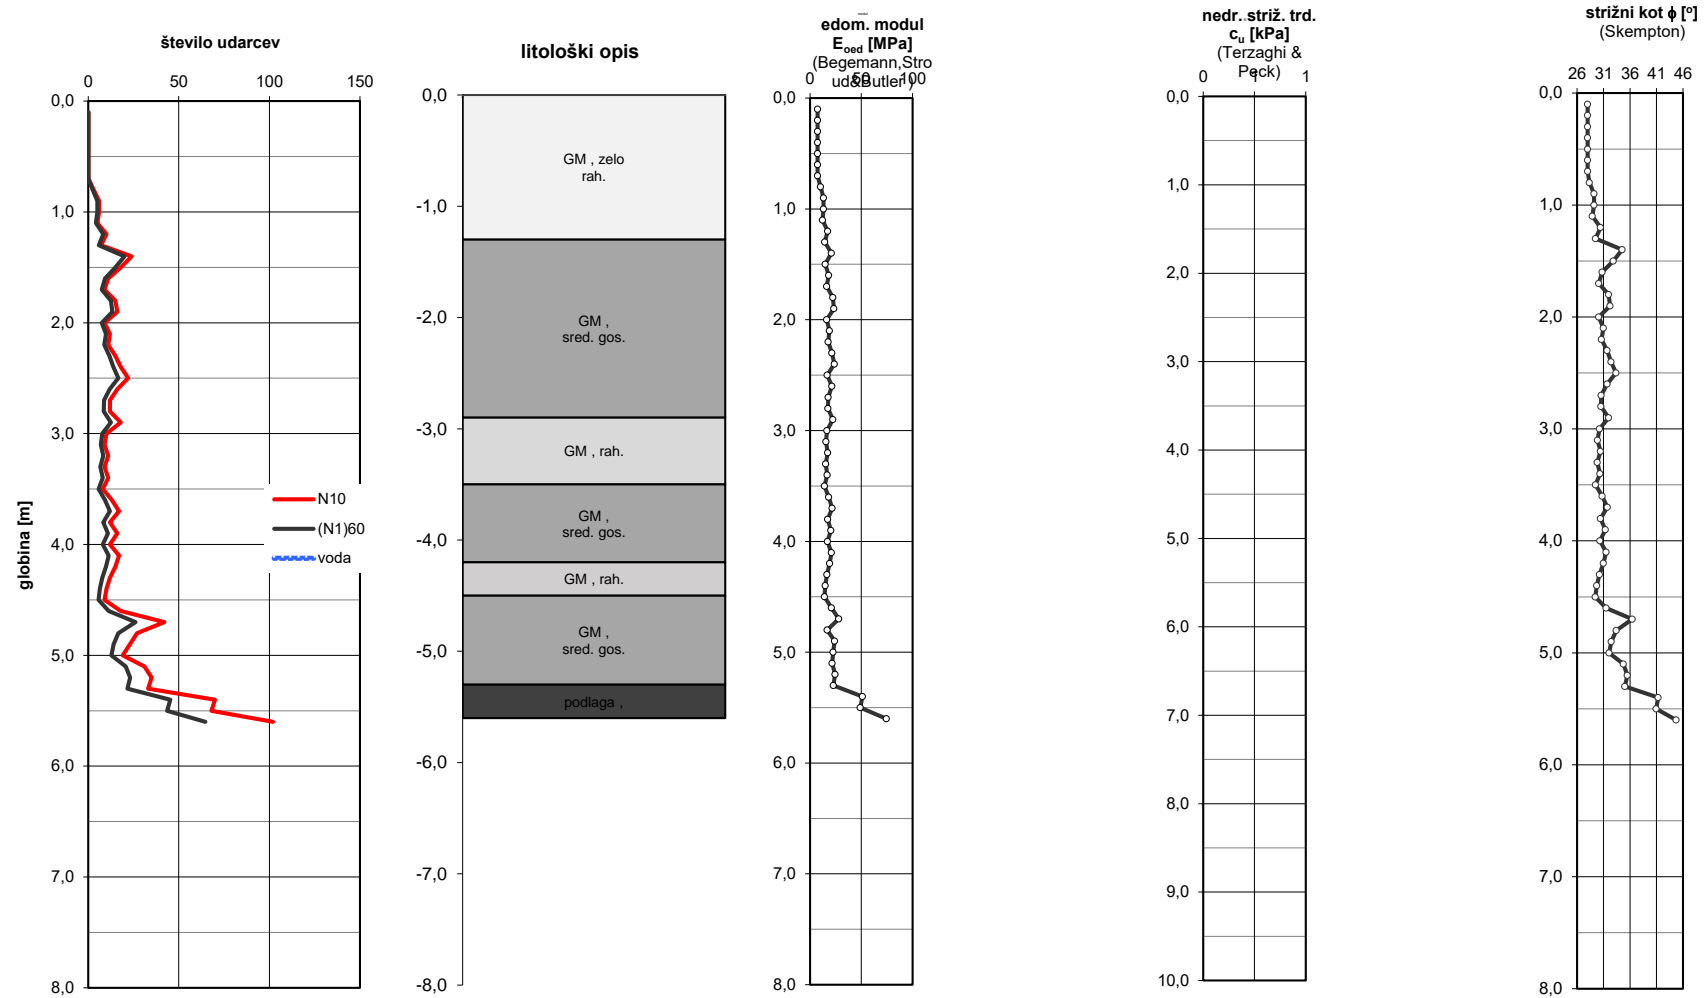 število udarcev
0
50
100
150
0,0
1,0
2,0
3,0
4,0
5,0
6,0
7,0
8,0
globina [m]
N10
(N1)60
voda
litološki opis
0,0
-1,0
-2,0
-3,0
-4,0
-5,0
-6,0
-7,0
-8,0
GM , zelo
rah.
GM ,
sred. gos.
GM , rah.
GM ,
sred. gos.
GM , rah.
GM ,
sred. gos.
podlaga ,
edom. modul
E_oed [MPa]
(Begemann,Stro
ud&Butler )
0
50
100
0,0
1,0
2,0
3,0
4,0
5,0
6,0
7,0
8,0
nedr. striž. trd.
c_u [kPa]
(Terzaghi &
Peck)
0
1
1
0,0
1,0
2,0
3,0
4,0
5,0
6,0
7,0
8,0
9,0
10,0
strižni kot ϕ [º]
(Skempton)
26
31
36
41
46
0,0
1,0
2,0
3,0
4,0
5,0
6,0
7,0
8,0